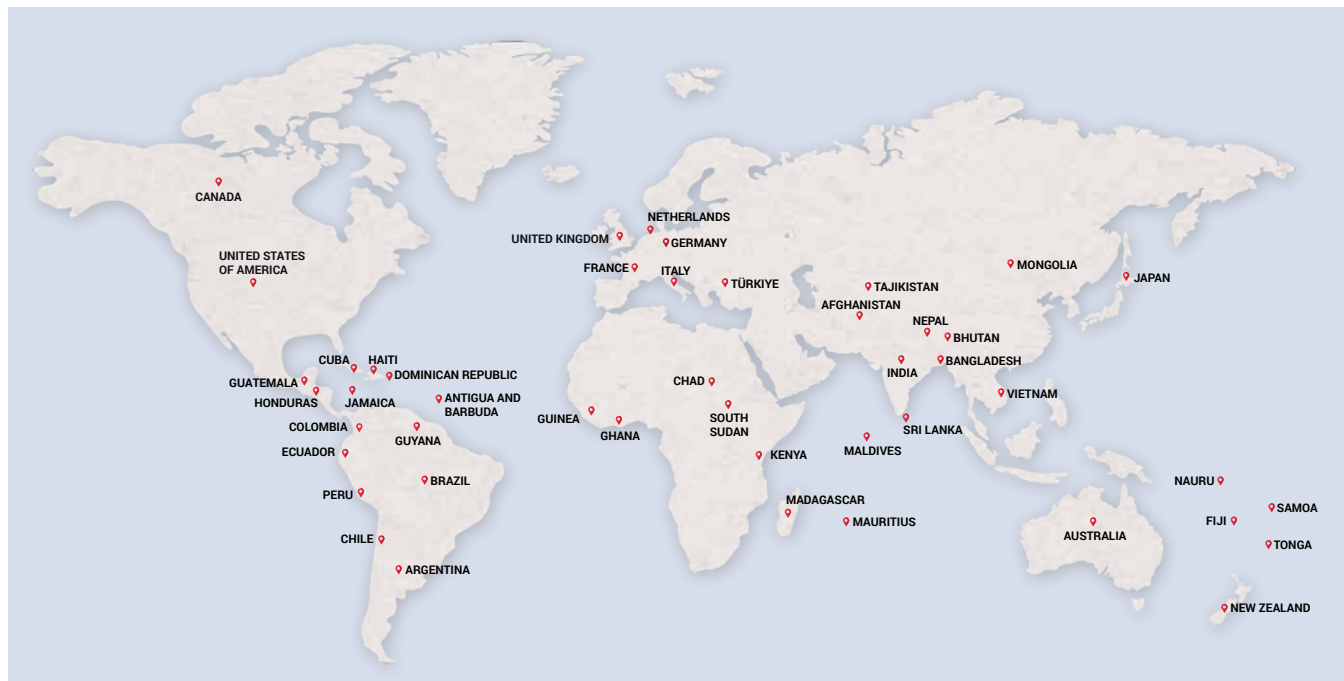 CANADA
UNITED STATES
OF AMERICA
NETHERLANDS
UNITED KINGDOM
GERMANY
FRANCE
ITALY
TÜRKIYE
MONGOLIA
JAPAN
TAJIKISTAN
AFGHANISTAN
NEPAL
BHUTAN
INDIA
BANGLADESH
VIETNAM
SRI LANKA
MALDIVES
CUBA
HAITI
DOMINICAN REPUBLIC
GUATEMALA
HONDURAS
JAMAICA
ANTIGUA AND
BARBUDA
COLOMBIA
GUYANA
ECUADOR
BRAZIL
PERU
CHILE
ARGENTINA
CHAD
GUINEA
GHANA
SOUTH
SUDAN
KENYA
MADAGASCAR
MAURITIUS
NAURU
SAMOA
FIJI
TONGA
AUSTRALIA
NEW ZEALAND